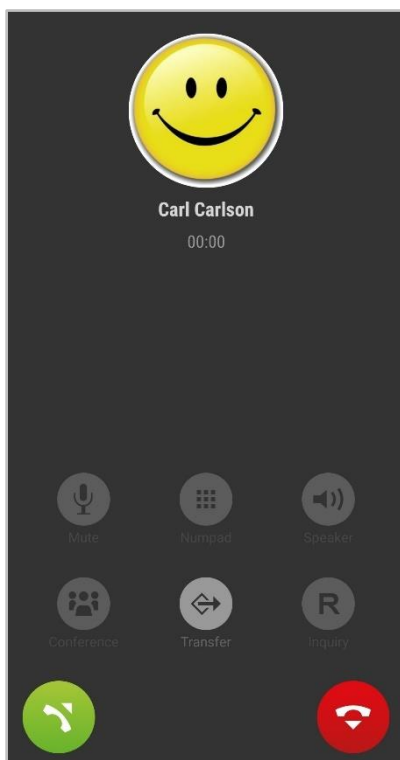 Carl Carlson
00:00
Mute Numpad Speaker
Conference Transfer Inquiry
R